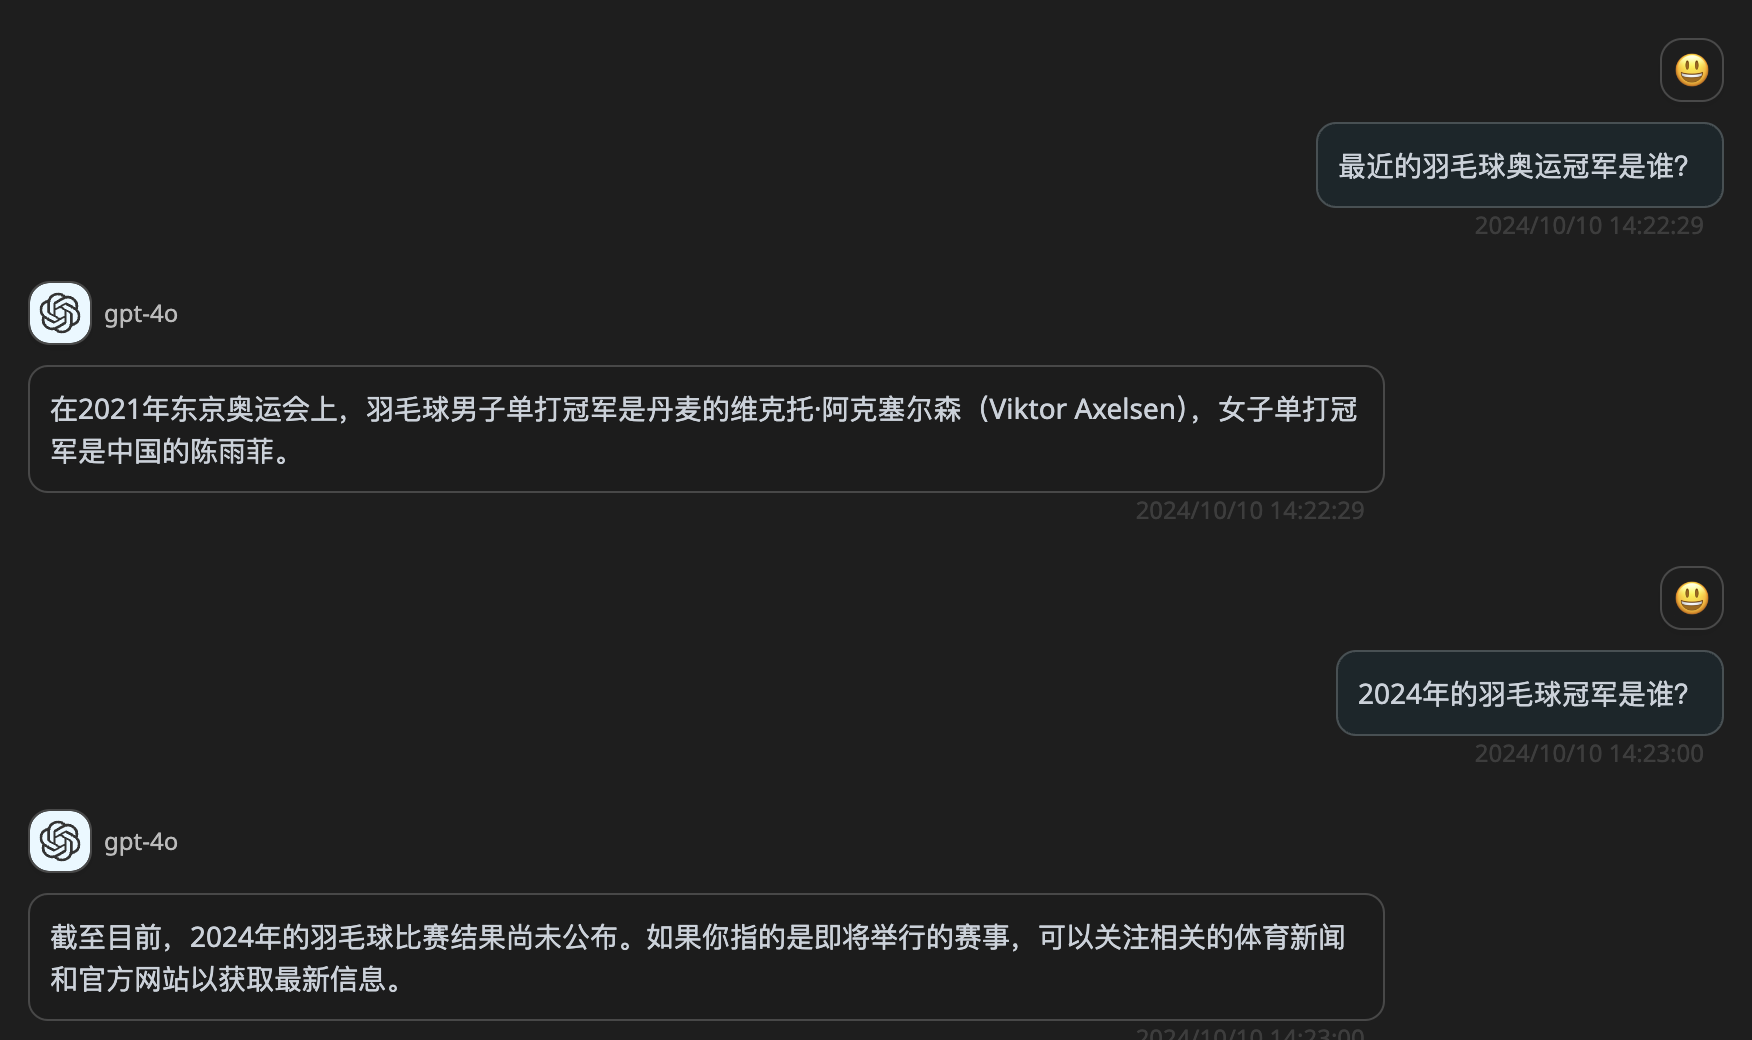 最近的羽毛球奥运冠军是谁？
2024/10/10 14:22:29
gpt-4o
在2021年东京奥运会上，羽毛球男子单打冠军是丹麦的维克托·阿克塞尔森（Viktor Axelsen），女子单打冠
军是中国的陈雨菲。
2024/10/10 14:22:29
2024年的羽毛球冠军是谁？
2024/10/10 14:23:00
gpt-4o
截至目前，2024年的羽毛球比赛结果尚未公布。如果你指的是即将举行的赛事，可以关注相关的体育新闻
和官方网站以获取最新信息。
2024/10/10 14:23:00